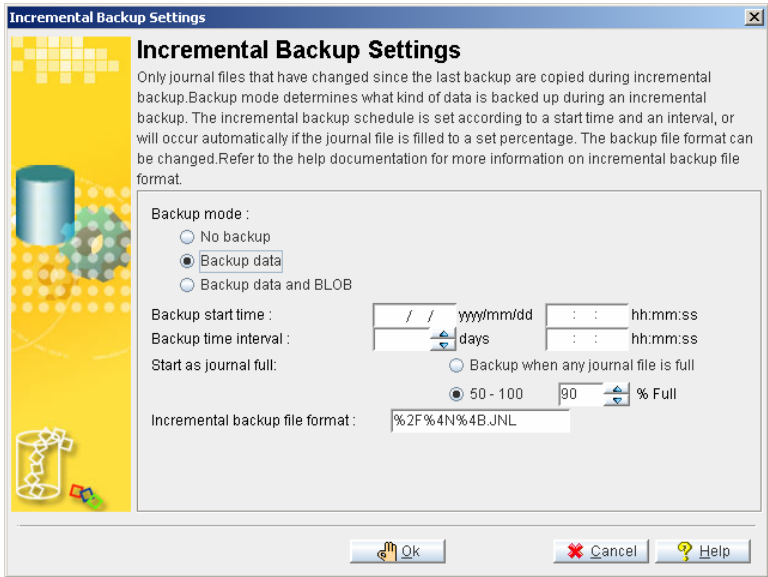 Incremental Backup Settings
Incremental Backup Settings
Only journal files that have changed since the last backup are copied during incremental
backup.Backup mode determines what kind of data is backed up during an incremental
backup. The incremental backup schedule is set according to a start time and an interval, or
will occur automatically if the journal file is filled to a set percentage. The backup file format can
be changed.Refer to the help documentation for more information on incremental backup file
format.
Backup mode :
No backup
Backup data
Backup data and BLOB
Backup start time : / / yyyy/mm/dd : : hh:mm:ss
Backup time interval : days : : hh:mm:ss
Start as journal full: Backup when any journal file is full
50 - 100 90 % Full
Incremental backup file format : %2F%4N%4B.JNL
Ok Cancel Help